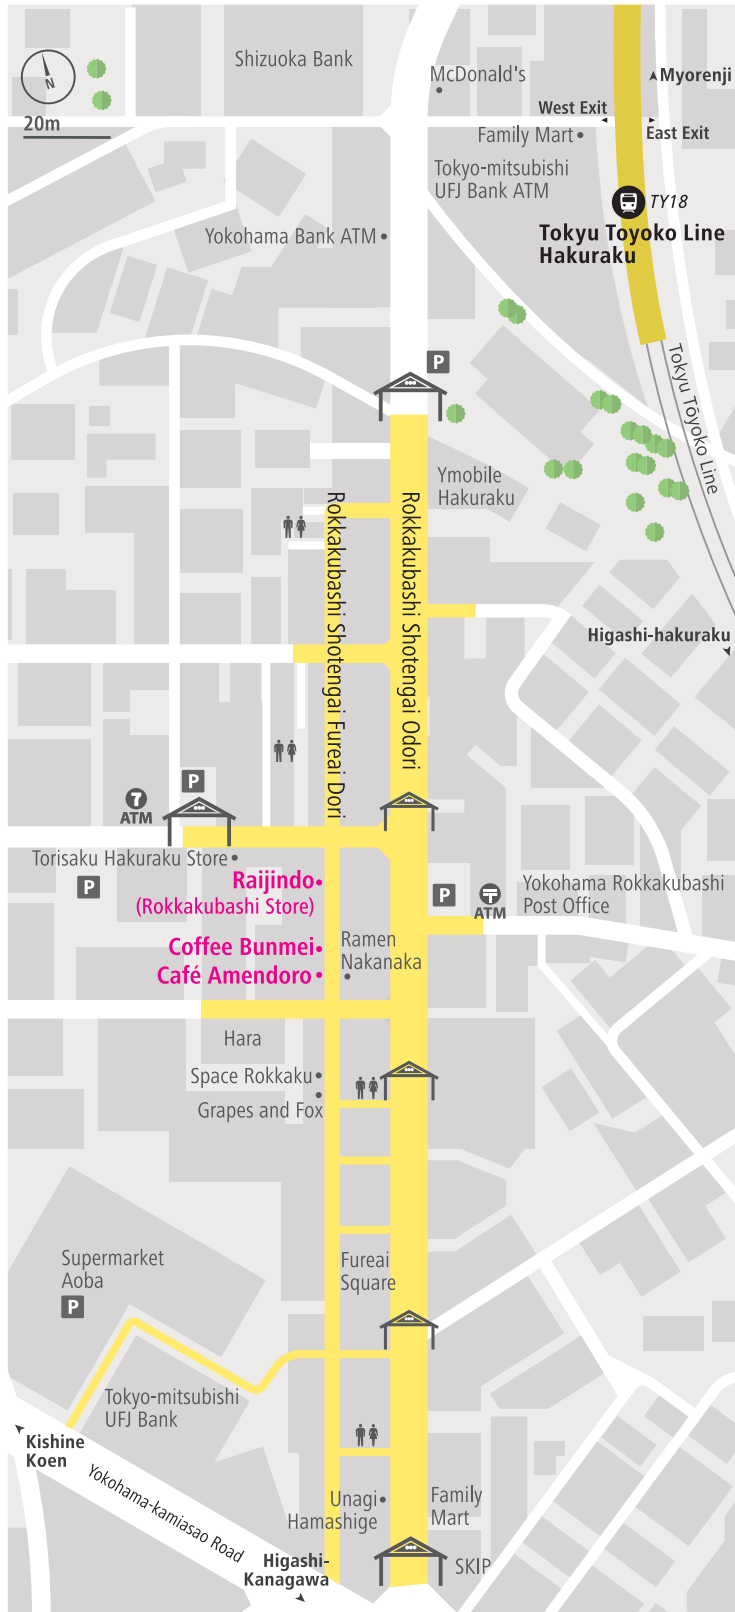 Shizuoka Bank
McDonald's
Myorenji
N
20m
West Exit
East Exit
Family Mart
Tokyo-mitsubishi
UFJ Bank ATM
TY18
Yokohama Bank ATM
Tokyu Toyoko Line
Hakuraku
P
Tokyu Tōyoko Line
Ymobile
Hakuraku
Rokkakubashi Shotengai Fureai Dori
Rokkakubashi Shotengai Odori
Higashi-hakuraku
P
7
ATM
Torisaku Hakuraku Store
P
Raijindo
(Rokkakubashi Store)
P
〒
ATM
Yokohama Rokkakubashi
Post Office
Coffee Bunmei
Café Amendoro
Ramen
Nakanaka
Hara
Space Rokkaku
Grapes and Fox
Supermarket
Aoba
P
Fureai
Square
Tokyo-mitsubishi
UFJ Bank
Kishine
Koen
Yokohama-kamiasao Road
Unagi
Hamashige
Family
Mart
Higashi-
Kanagawa
SKIP